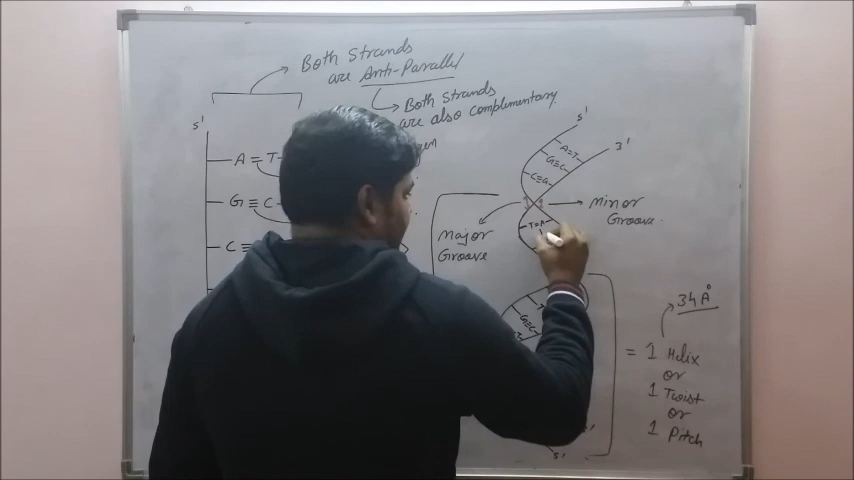 Both Strands
are Anti-Parallel
Both Strands
are also complementary.
5'
A = T
G ≡ C
C ≡
5'
3'
A=T
G≡C
C≡G
T=A
Major
Groove
Minor
Groove.
G≡C
5'
34 A°
= 1 Helix
or
1 Twist
or
1 Pitch